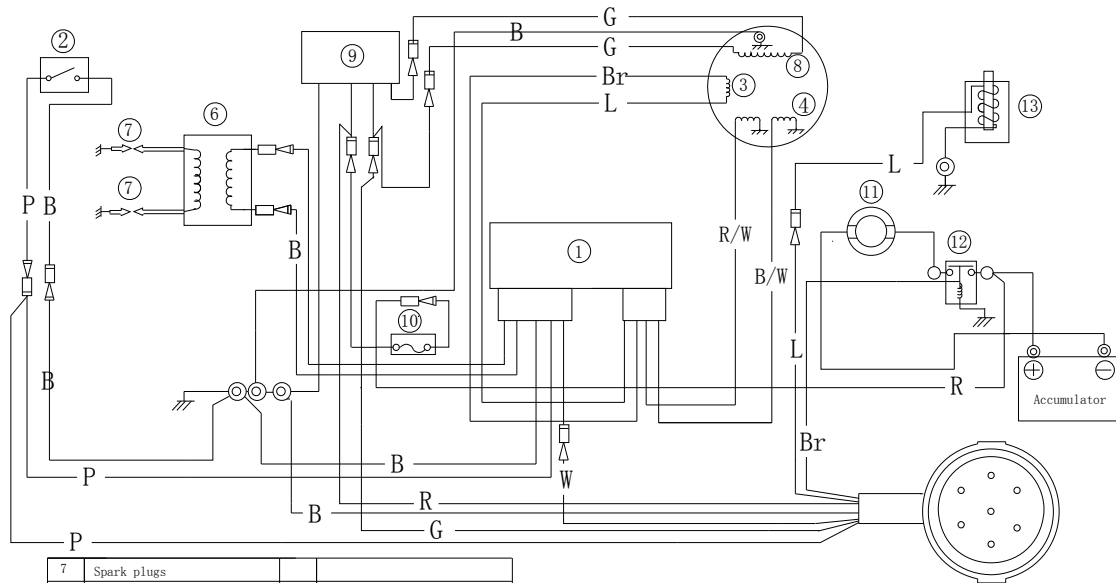 G
B
②
⑨
G
Br
⑧
③
L
④
⑬
⑥
⑦
L
P
B
⑦
⑪
R/W
①
⑫
B
B/W
⑩
L
B
R
Accumulator
Br
B
P
W
R
B
G
P
7 Spark plugs